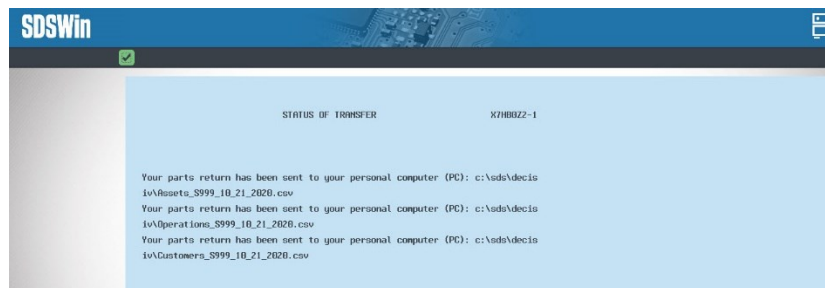 SDSWin
STATUS OF TRANSFER X7HB0Z2-1
Your parts return has been sent to your personal computer (PC): c:\sds\decis
iv\Assets_S999_10_21_2020.csv
Your parts return has been sent to your personal computer (PC): c:\sds\decis
iv\Operations_S999_10_21_2020.csv
Your parts return has been sent to your personal computer (PC): c:\sds\decis
iv\Customers_S999_10_21_2020.csv